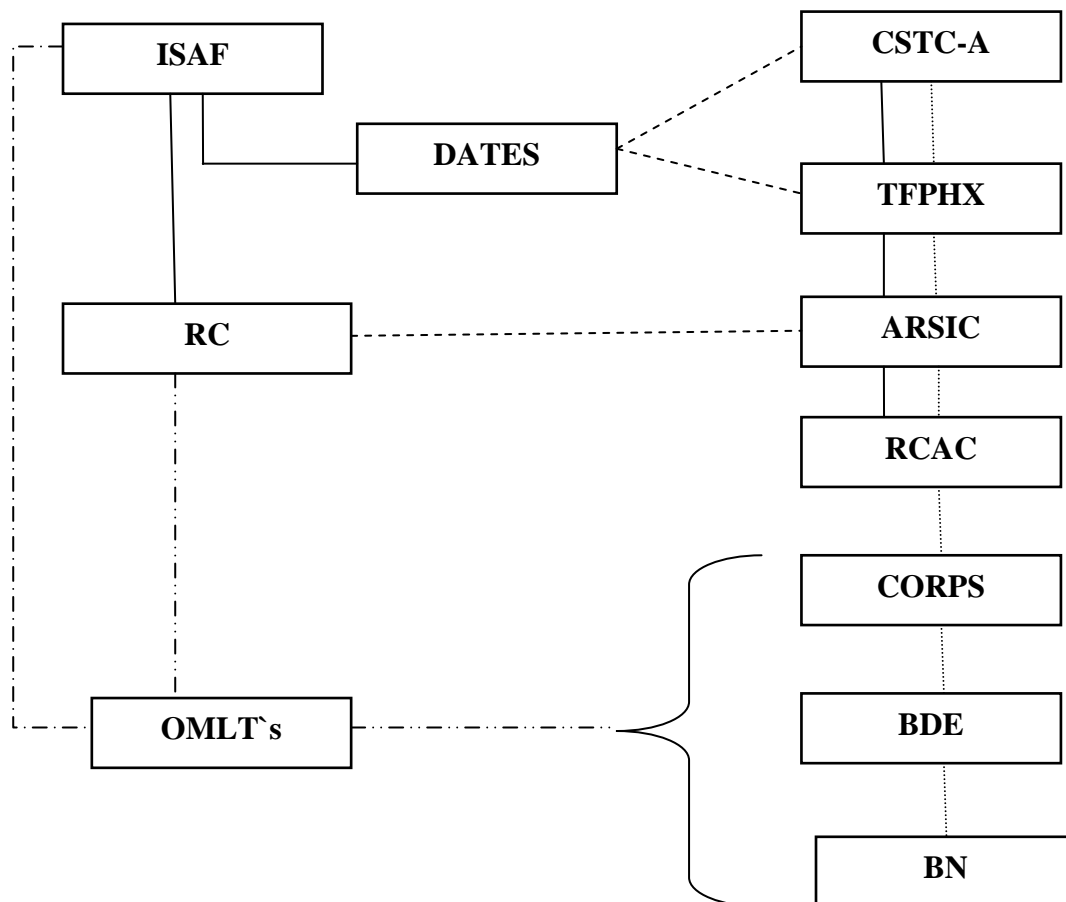 ISAF
CSTC-A
DATES
TFPHX
RC
ARSIC
RCAC
CORPS
OMLT`s
BDE
BN